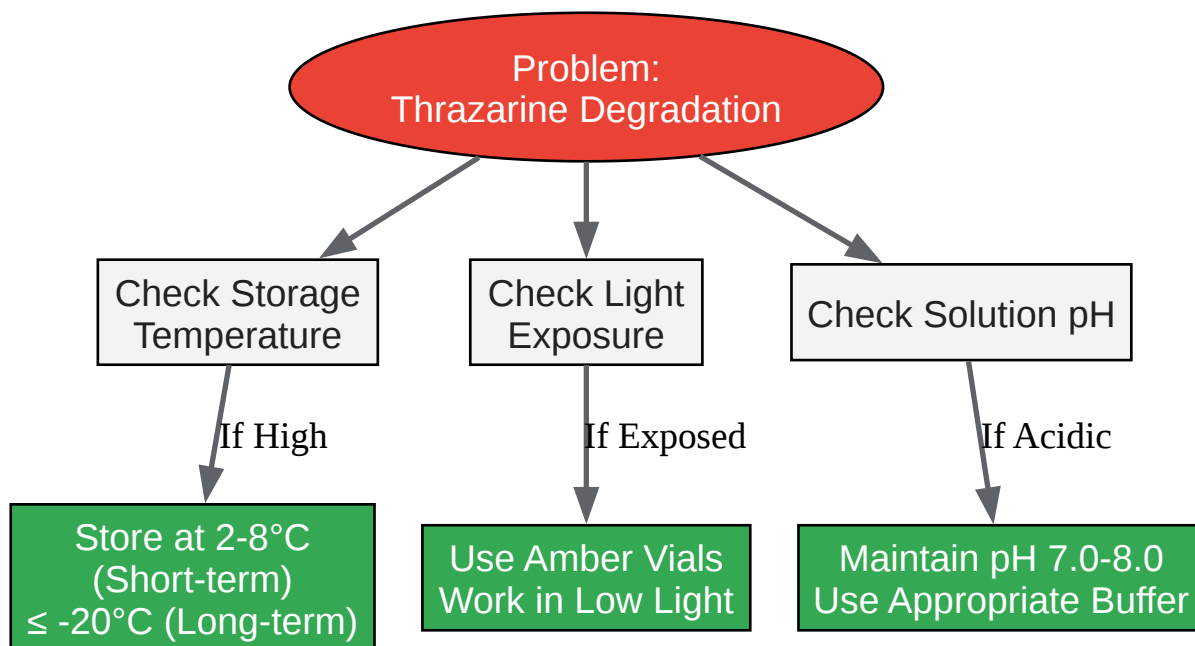 Problem:
Thrazarine Degradation
Check Storage
Temperature
Check Light
Exposure
Check Solution pH
If High
If Exposed
If Acidic
Store at 2-8°C
(Short-term)
≤ -20°C (Long-term)
Use Amber Vials
Work in Low Light
Maintain pH 7.0-8.0
Use Appropriate Buffer